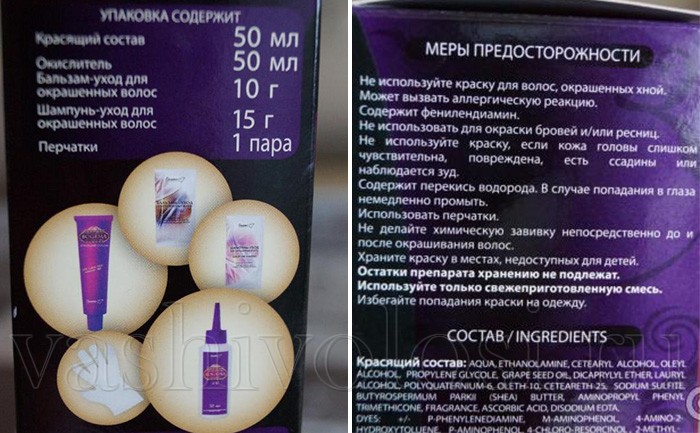 УПАКОВКА СОДЕРЖИТ
Красящий состав 50 мл
Окислитель 50 мл
Бальзам-уход для
окрашенных волос 10 г
Шампунь-уход для
окрашенных волос 15 г
Перчатки 1 пара
vashivolosi.ru
МЕРЫ ПРЕДОСТОРОЖНОСТИ
Не используйте краску для волос, окрашенных хной.
Может вызвать аллергическую реакцию.
Содержит фенилендиамин.
Не использовать для окраски бровей и/или ресниц.
Не используйте краску, если кожа головы слишком
чувствительна, повреждена, есть ссадины или
наблюдается зуд.
Содержит перекись водорода. В случае попадания в глаза
немедленно промыть.
Использовать перчатки.
Не делайте химическую завивку непосредственно до и
после окрашивания волос.
Храните краску в местах, недоступных для детей.
Остатки препарата хранению не подлежат.
Используйте только свежеприготовленную смесь.
Избегайте попадания краски на одежду.
СОСТАВ / INGREDIENTS
Красящий состав: AQUA, ETHANOLAMINE, CETEARYL ALCOHOL, OLEYL
ALCOHOL, PROPYLENE GLYCOLE, GRAPE SEED OIL, DICAPRYLYL ETHER, LAURYL
ALCOHOL, POLYQUATERNIUM-6, OLETH-10, CETEARETH-25, SODIUM SULFITE,
BUTYROSPERMUM PARKII (SHEA) BUTTER, AMINOPROPYL PHENYL
TRIMETHICONE, FRAGRANCE, ASCORBIC ACID, DISODIUM EDTA.
DYES: +/- P-PHENYLENEDIAMINE, M-AMINOPHENOL, 4-AMINO-2-
HYDROXYTOLUENE, P-AMINOPHENOL, 4-CHLORO-RESORCINOL, 2-METHYL-